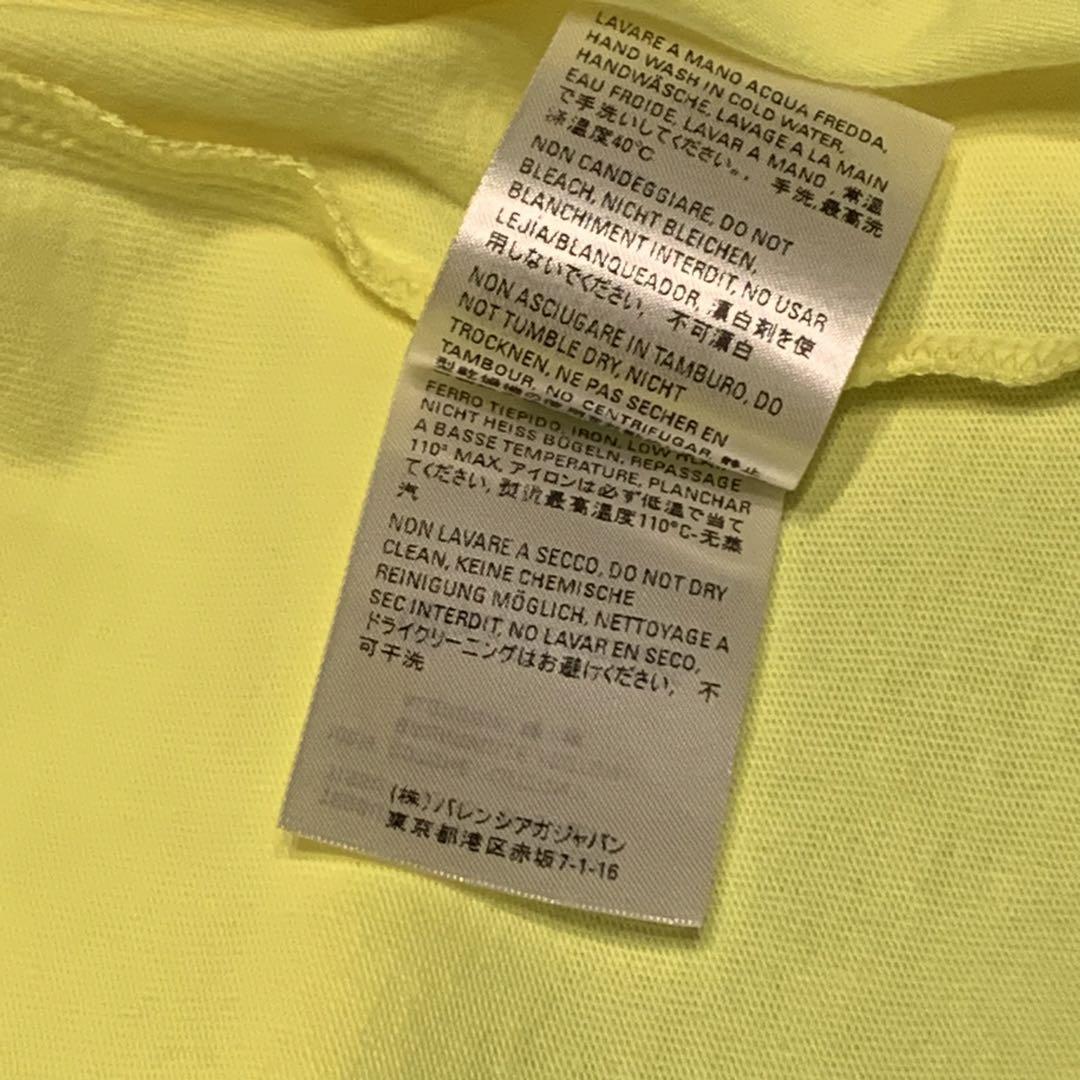 LAVARE A MANO ACQUA FREDDA,
HAND WASH IN COLD WATER,
HANDWÄSCHE, LAVAGE A LA MAIN
EAU FROIDE, LAVAR A MANO, 常温
で手洗いしてください。, 手洗,最高洗
涤温度40°C
NON CANDEGGIARE, DO NOT
BLEACH, NICHT BLEICHEN,
BLANCHIMENT INTERDIT, NO USAR
LEJIA/BLANQUEADOR, 漂白剤を使
用しないでください, 不可漂白
NON ASCIUGARE IN TAMBURO, DO
NOT TUMBLE DRY, NICHT
TROCKNEN, NE PAS SECHER EN
TAMBOUR, NO CENTRIFUGAR,
FERRO TIEPIDO, IRON, LOW
NICHT HEISS BÜGELN, REPASSAGE
A BASSE TEMPERATURE, PLANCHAR
110° MAX, アイロンは必ず低温で当て
てください, 熨烫最高温度110°C-无蒸
汽
NON LAVARE A SECCO, DO NOT DRY
CLEAN, KEINE CHEMISCHE
REINIGUNG MÖGLICH, NETTOYAGE A
SEC INTERDIT, NO LAVAR EN SECO,
ドライクリーニングはお避けください, 不
可干洗
(株)バレンシアガジャパン
東京都港区赤坂7-1-16